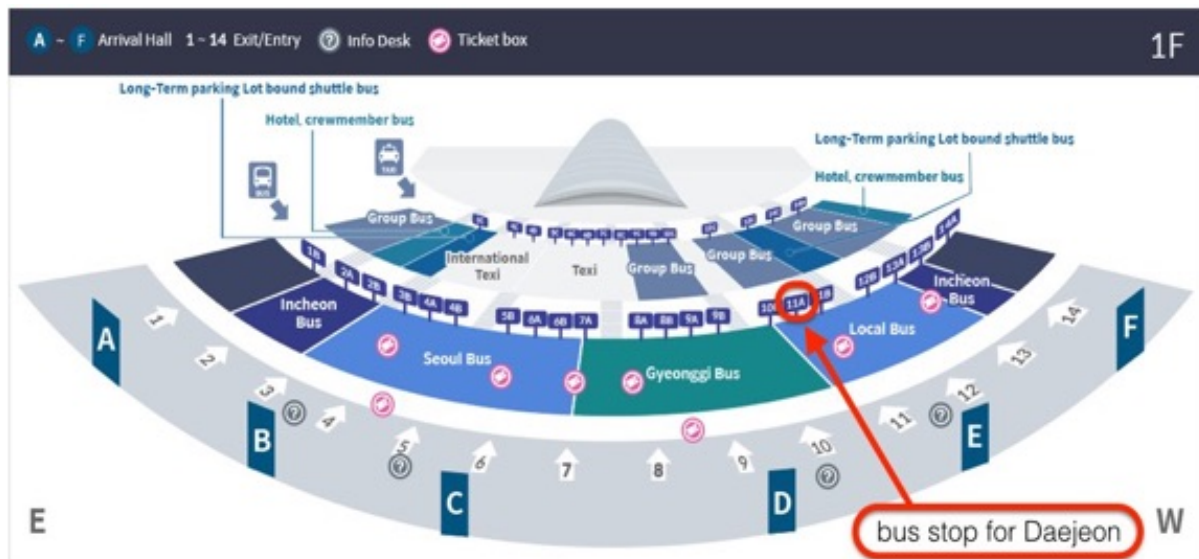 A ~ F Arrival Hall 1 ~ 14 Exit/Entry ? Info Desk Ticket box
1F
Long-Term parking Lot bound shuttle bus
Hotel, crewmember bus
Long-Term parking Lot bound shuttle bus
Hotel, crewmember bus
BUS
TAXI
Group Bus
Group Bus
International
Texi
Texi
Group Bus
Group Bus
1B
2A
2B
3B
4A
4B
5B
6A
6B
7A
8A
8B
9A
9B
11A
12B
13A
13B
14A
Incheon
Bus
Seoul Bus
Gyeonggi Bus
Local Bus
Incheon
Bus
A
B
C
D
E
F
1
2
3
4
5
6
7
8
9
10
11
12
13
14
?
?
?
?
E
W
bus stop for Daejeon